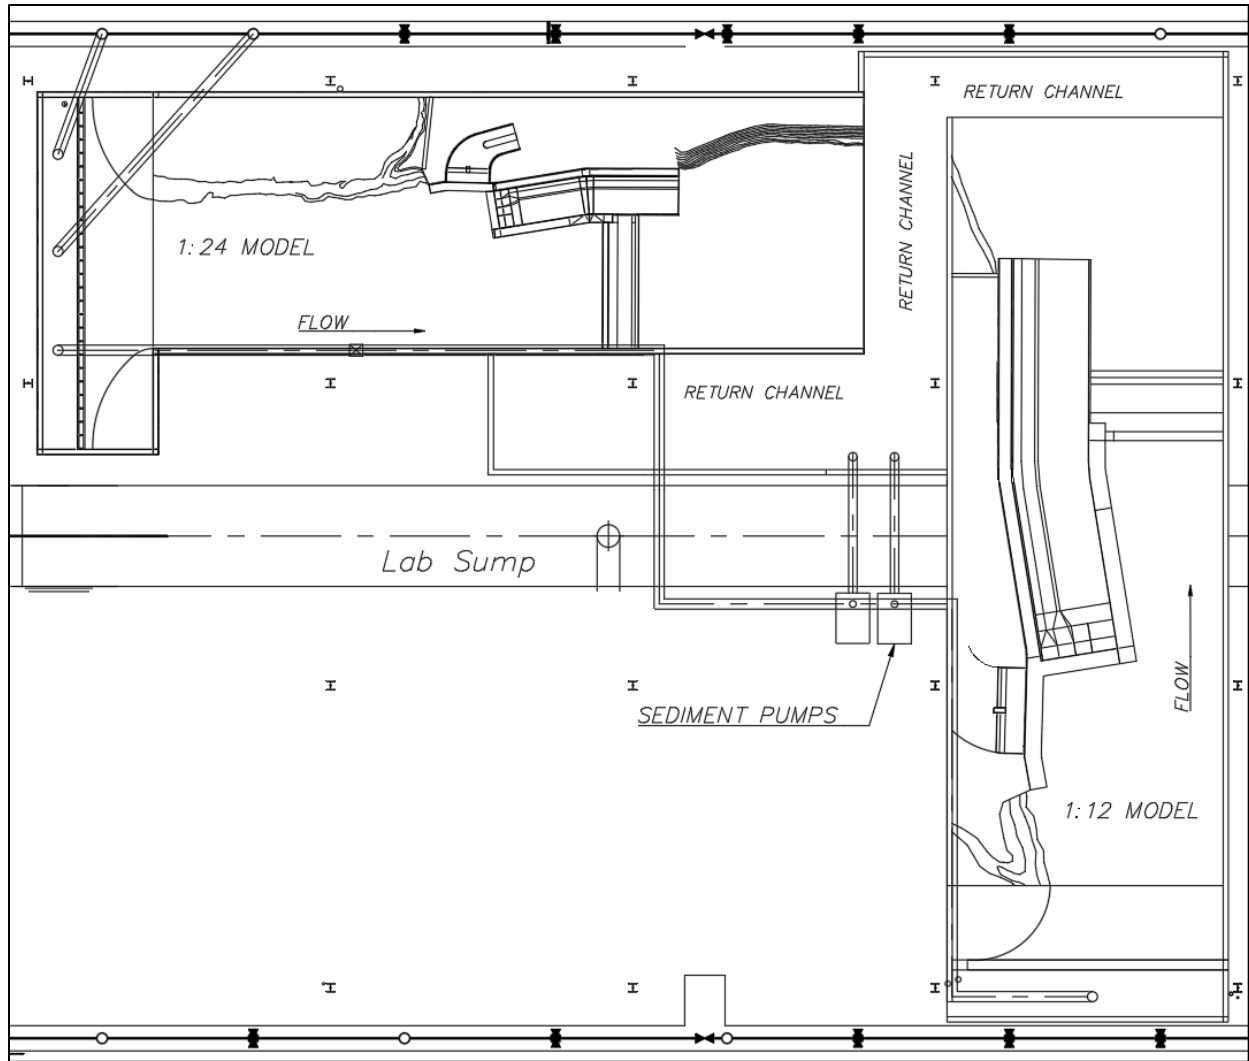 RETURN CHANNEL
RETURN CHANNEL
1:24 MODEL
FLOW
RETURN CHANNEL
Lab Sump
SEDIMENT PUMPS
FLOW
1:12 MODEL